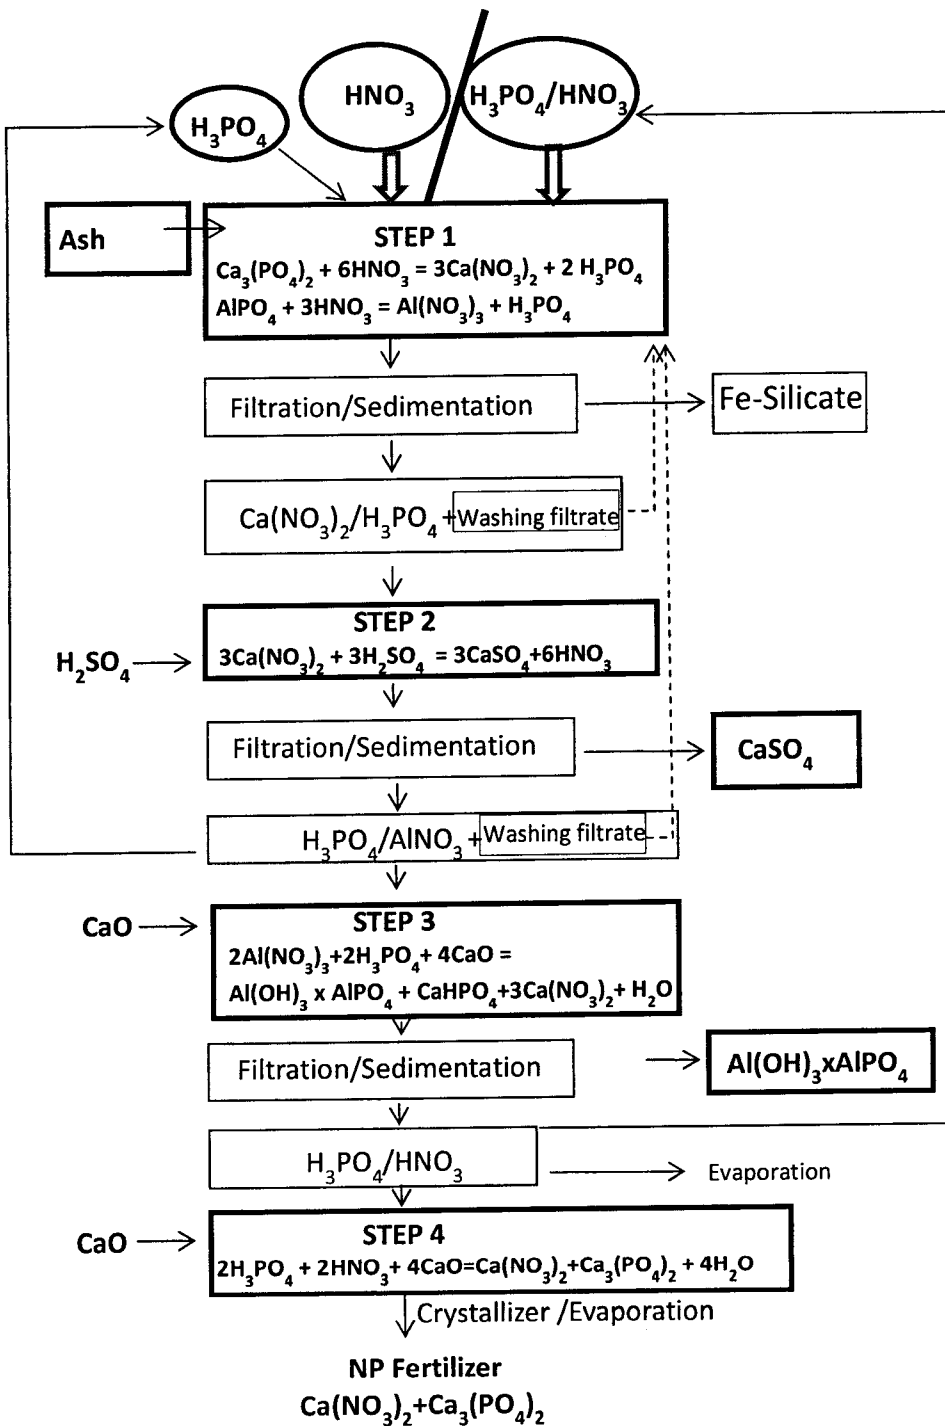 HNO₃
H₃PO₄/HNO₃
H₃PO₄
Ash
STEP 1
Ca₃(PO₄)₂ + 6HNO₃ = 3Ca(NO₃)₂ + 2 H₃PO₄
AlPO₄ + 3HNO₃ = Al(NO₃)₃ + H₃PO₄
Filtration/Sedimentation
Fe-Silicate
Ca(NO₃)₂/H₃PO₄ + Washing filtrate
STEP 2
H₂SO₄
3Ca(NO₃)₂ + 3H₂SO₄ = 3CaSO₄+6HNO₃
Filtration/Sedimentation
CaSO₄
H₃PO₄/AlNO₃ + Washing filtrate
CaO
STEP 3
2Al(NO₃)₃+2H₃PO₄+ 4CaO =
Al(OH)₃ x AlPO₄ + CaHPO₄+3Ca(NO₃)₂+ H₂O
Filtration/Sedimentation
Al(OH)₃xAlPO₄
H₃PO₄/HNO₃
Evaporation
CaO
STEP 4
2H₃PO₄ + 2HNO₃+ 4CaO=Ca(NO₃)₂+Ca₃(PO₄)₂ + 4H₂O
Crystallizer /Evaporation
NP Fertilizer
Ca(NO₃)₂+Ca₃(PO₄)₂